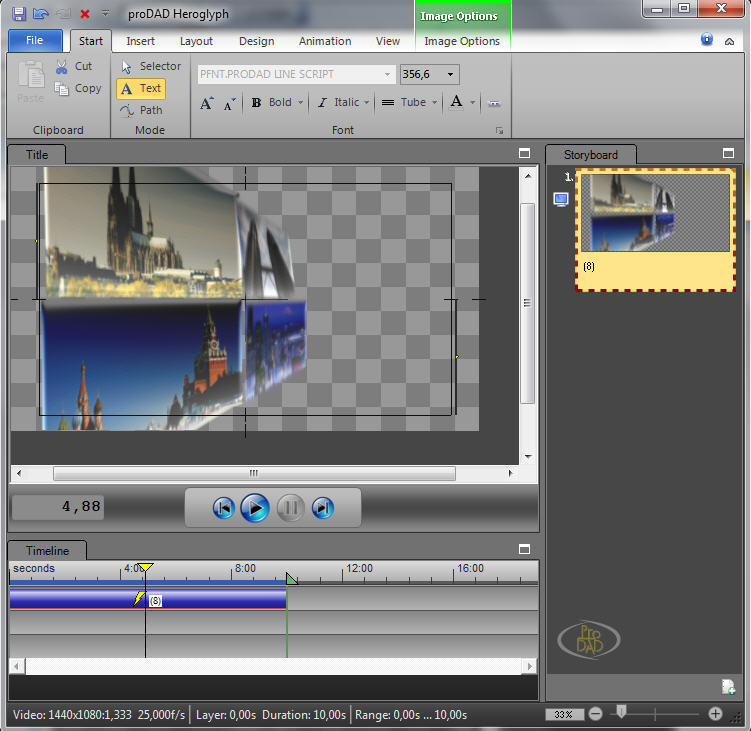 proDAD Heroglyph
Image Options
File Start Insert Layout Design Animation View Image Options
Paste
Cut
Copy
Clipboard
Selector
Text
Path
Mode
PFNT.PRODAD LINE SCRIPT 356,6
A A B Bold I Italic Tube A
Font
Title
Storyboard
1.
(8)
4,88
Timeline
seconds 4:00 8:00 12:00 16:00
(8)
Pro
DAD
Video: 1440x1080:1,333 25,000f/s Layer: 0,00s Duration: 10,00s Range: 0,00s ... 10,00s 33%